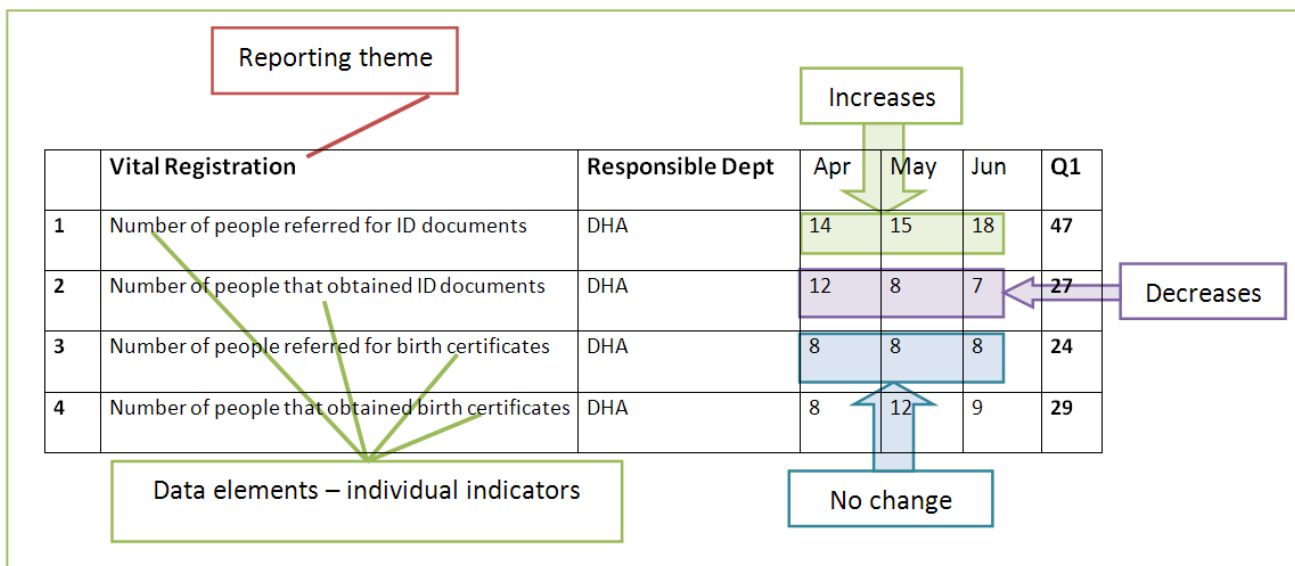 Reporting theme
Increases
Vital Registration Responsible Dept Apr May Jun Q1
1 Number of people referred for ID documents DHA 14 15 18 47
2 Number of people that obtained ID documents DHA 12 8 7 27
Decreases
3 Number of people referred for birth certificates DHA 8 8 8 24
4 Number of people that obtained birth certificates DHA 8 12 9 29
Data elements – individual indicators
No change